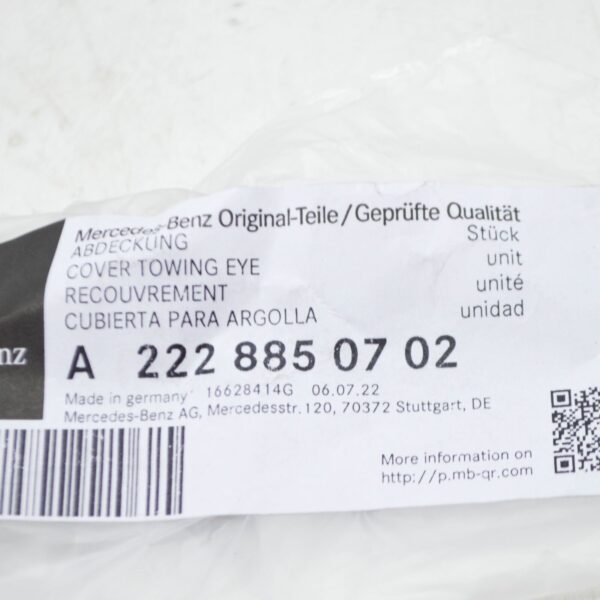 Mercedes-Benz Original-Teile/Geprüfte Qualität
ABDECKUNG Stück
COVER TOWING EYE unit
RECOUVREMENT unité
CUBIERTA PARA ARGOLLA unidad
nz
A 222 885 07 02
Made in germany 16628414G 06.07.22
Mercedes-Benz AG, Mercedesstr.120, 70372 Stuttgart, DE
More information on
http://p.mb-qr.com